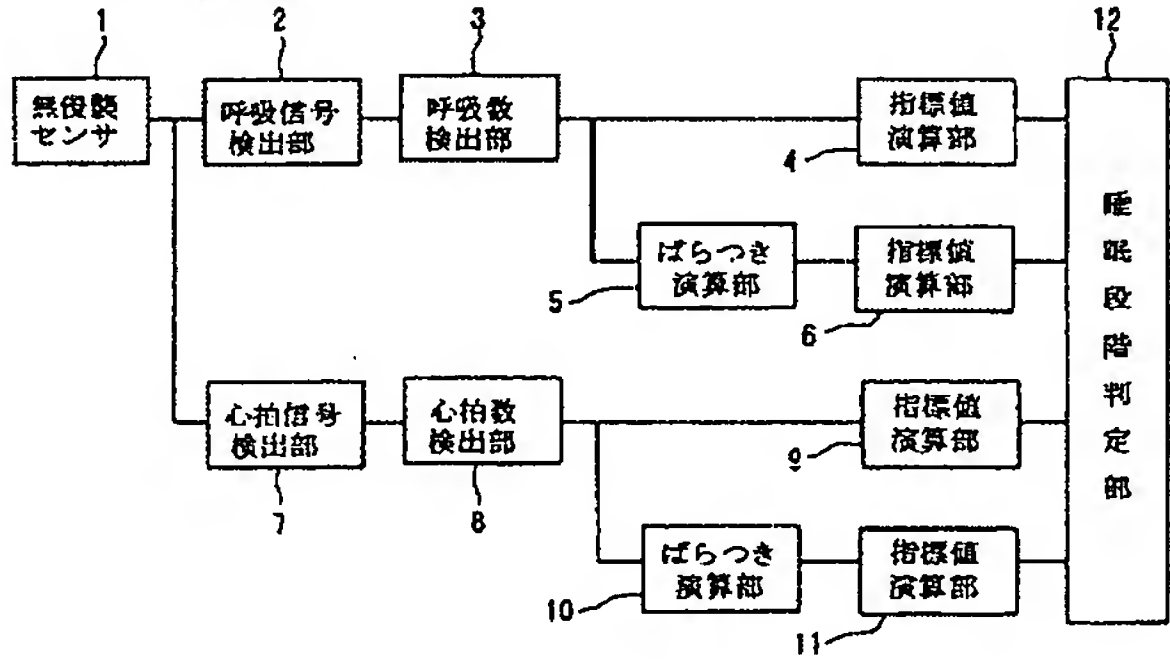 1
無侵襲
センサ
2
呼吸信号
検出部
3
呼吸数
検出部
指標値
演算部
4
ばらつき
演算部
5
指標値
演算部
6
心拍信号
検出部
7
心拍数
検出部
8
指標値
演算部
9
ばらつき
演算部
10
指標値
演算部
11
12
睡眠段階判定部